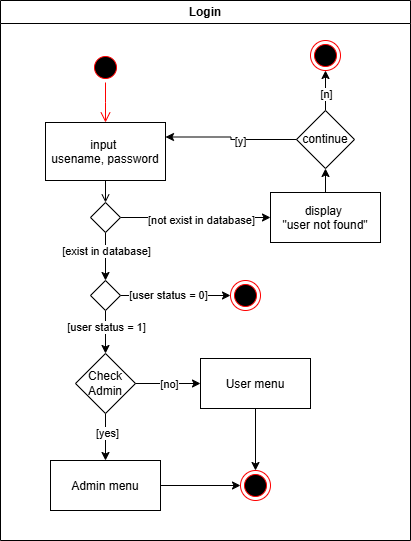 Login
[n]
input
usename, password
[y]
continue
[not exist in database]
display
"user not found"
[exist in database]
[user status = 0]
[user status = 1]
Check
Admin
[no]
User menu
[yes]
Admin menu